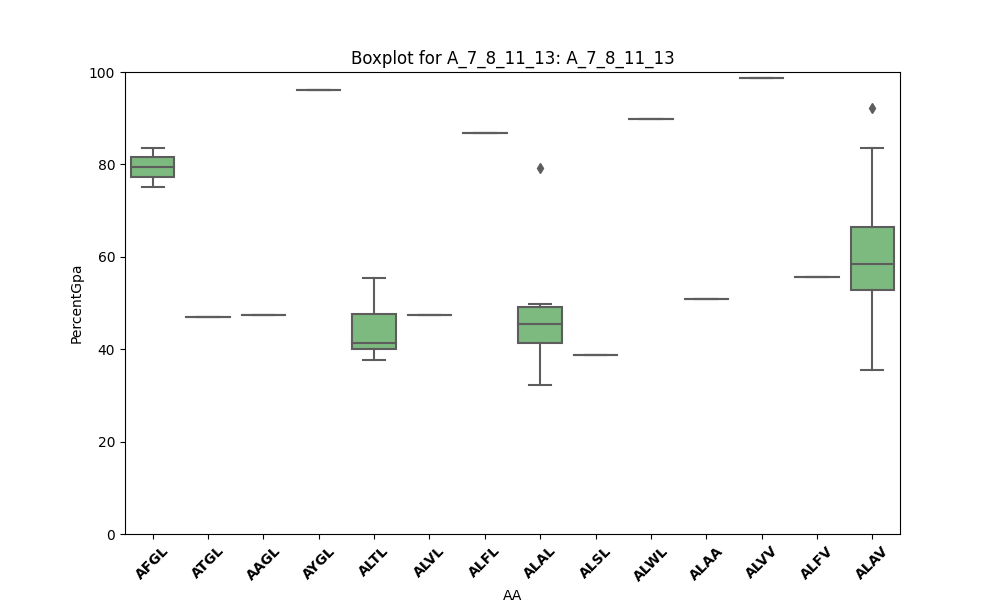 Boxplot for A_7_8_11_13: A_7_8_11_13
100
80
60
40
20
0
PercentGpa
AFGL ATGL AAGL AYGL ALTL ALVL ALFL ALAL ALSL ALWL ALAA ALVV ALFV ALAV
AA